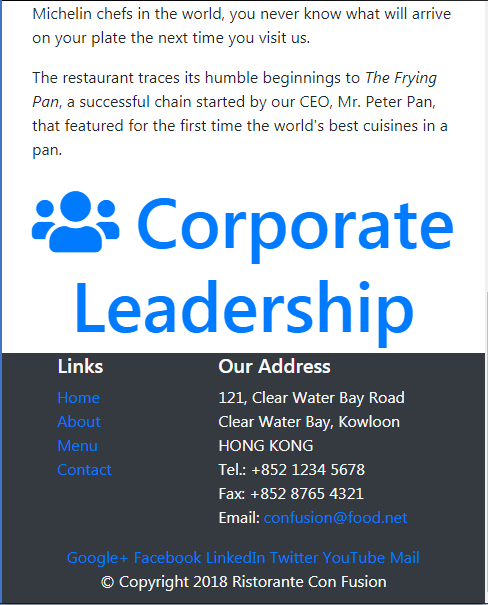 Michelin chefs in the world, you never know what will arrive
on your plate the next time you visit us.
The restaurant traces its humble beginnings to The Frying
Pan, a successful chain started by our CEO, Mr. Peter Pan,
that featured for the first time the world's best cuisines in a
pan.
Corporate
Leadership
Links
Home
About
Menu
Contact
Our Address
121, Clear Water Bay Road
Clear Water Bay, Kowloon
HONG KONG
Tel.: +852 1234 5678
Fax: +852 8765 4321
Email: confusion@food.net
Google+ Facebook LinkedIn Twitter YouTube Mail
© Copyright 2018 Ristorante Con Fusion